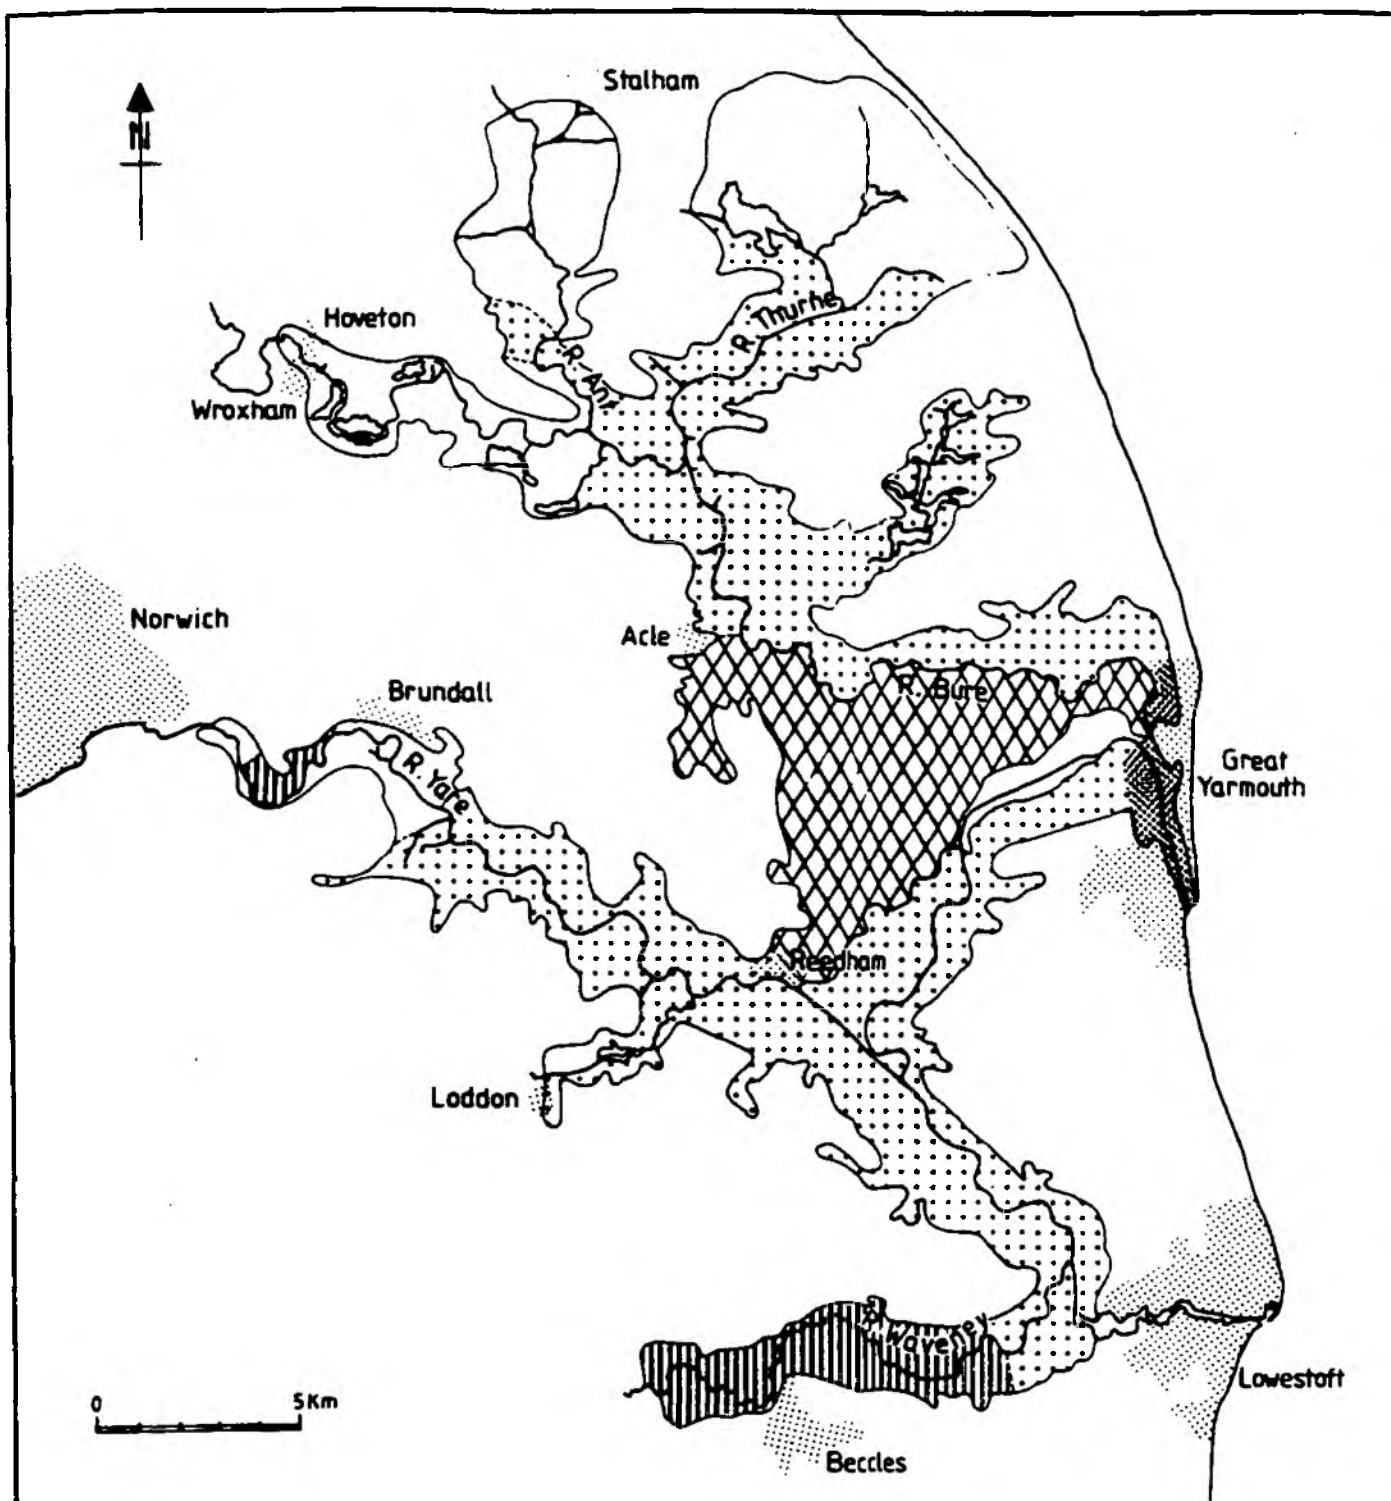 Stalham
N
R. Thurne
Hoveton
R. Ant
Wroxham
Norwich
Acle
Brundall
R. Bure
R. Yare
Great
Yarmouth
Reedham
Loddon
R. Waveney
0 5Km
Lowestoft
Beccles